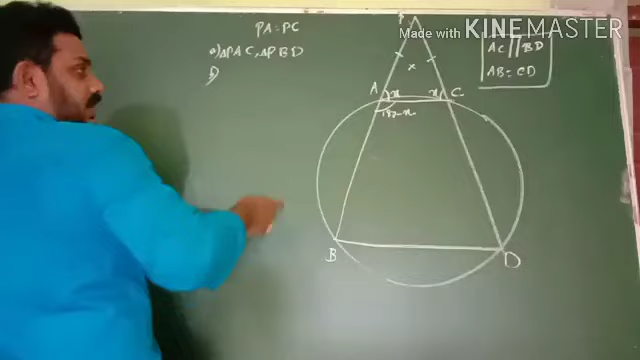 Made with KINEMASTER
PA = PC
a) ΔPAC, ΔPBD
AC || BD
AB = CD
P
A x x C
180-x
B
D